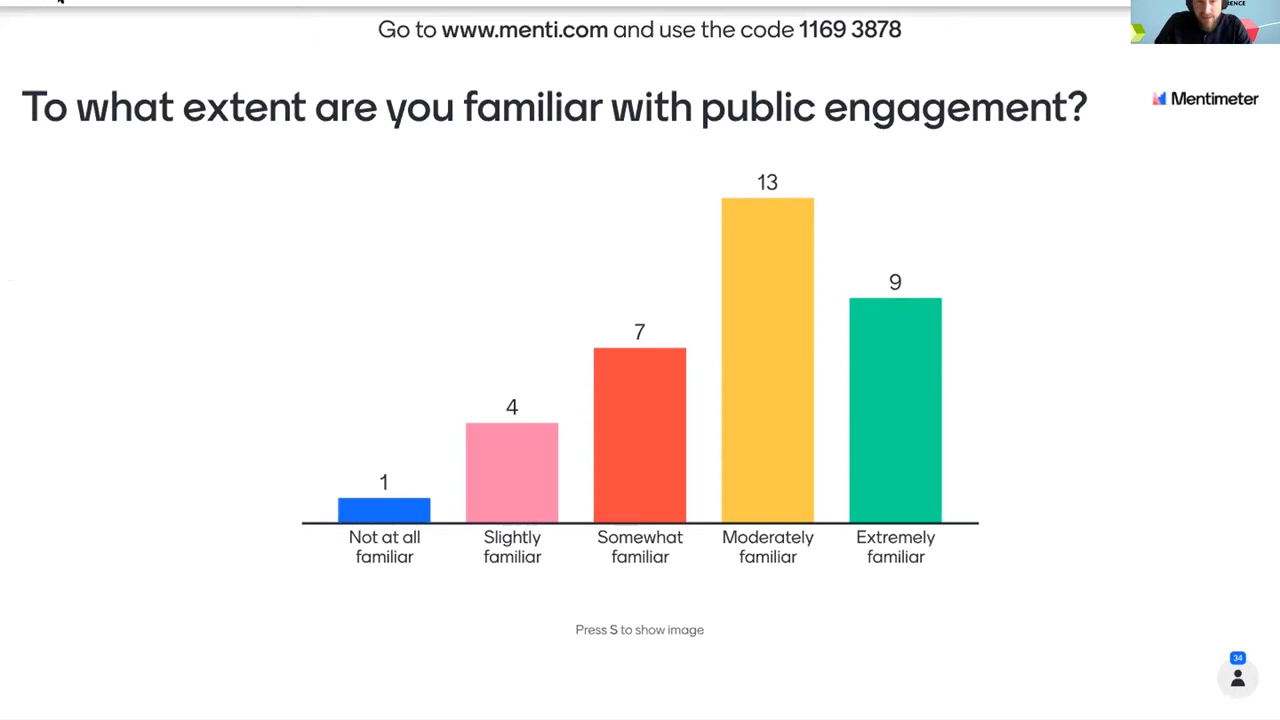 Go to www.menti.com and use the code 1169 3878
RENCE
To what extent are you familiar with public engagement?
Mentimeter
13
9
7
4
1
Not at all
familiar
Slightly
familiar
Somewhat
familiar
Moderately
familiar
Extremely
familiar
Press S to show image
34